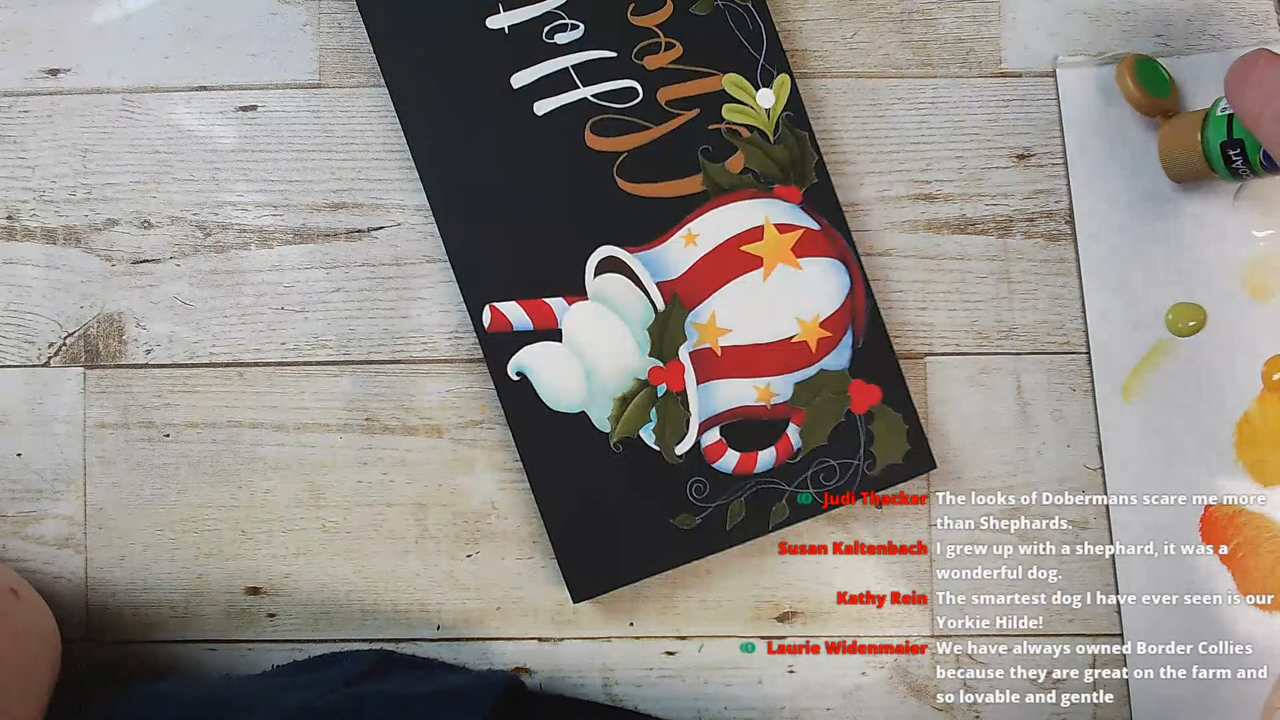 Judi Thacker The looks of Dobermans scare me more
than Shephards.
Susan Kaltenbach I grew up with a shephard, it was a
wonderful dog.
Kathy Rein The smartest dog I have ever seen is our
Yorkie Hilde!
Laurie Widenmaier We have always owned Border Collies
because they are great on the farm and
so lovable and gentle